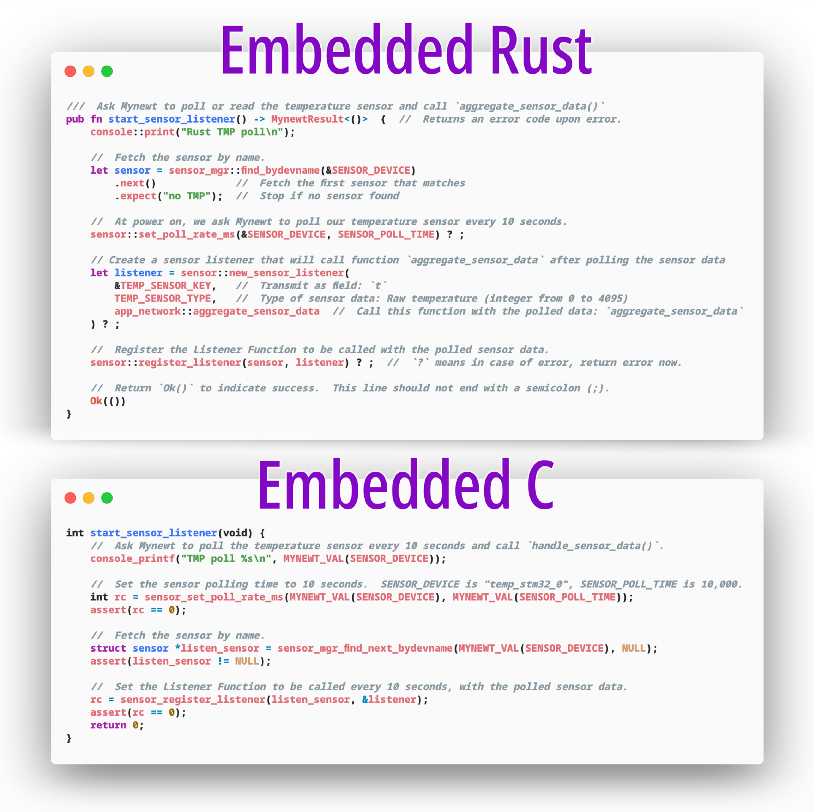 Embedded Rust
///  Ask Mynewt to poll or read the temperature sensor and call `aggregate_sensor_data()`
pub fn start_sensor_listener() -> MynewtResult<()>  {  //  Returns an error code upon error.
    console::print("Rust TMP poll\n");

    //  Fetch the sensor by name.
    let sensor = sensor_mgr::find_bydevname(&SENSOR_DEVICE)
        .next()             //  Fetch the first sensor that matches
        .expect("no TMP");  //  Stop if no sensor found

    //  At power on, we ask Mynewt to poll our temperature sensor every 10 seconds.
    sensor::set_poll_rate_ms(&SENSOR_DEVICE, SENSOR_POLL_TIME) ? ;

    // Create a sensor listener that will call function `aggregate_sensor_data` after polling the sensor data
    let listener = sensor::new_sensor_listener(
        &TEMP_SENSOR_KEY,   //  Transmit as field: `t`
        TEMP_SENSOR_TYPE,   //  Type of sensor data: Raw temperature (integer from 0 to 4095)
        app_network::aggregate_sensor_data  //  Call this function with the polled data: `aggregate_sensor_data`
    ) ? ;

    //  Register the Listener Function to be called with the polled sensor data.
    sensor::register_listener(sensor, listener) ? ;  //  `?` means in case of error, return error now.

    //  Return `Ok()` to indicate success.  This line should not end with a semicolon (;).
    Ok(())
}
Embedded C
int start_sensor_listener(void) {
    //  Ask Mynewt to poll the temperature sensor every 10 seconds and call `handle_sensor_data()`.
    console_printf("TMP poll %s\n", MYNEWT_VAL(SENSOR_DEVICE));

    //  Set the sensor polling time to 10 seconds.  SENSOR_DEVICE is "temp_stm32_0", SENSOR_POLL_TIME is 10,000.
    int rc = sensor_set_poll_rate_ms(MYNEWT_VAL(SENSOR_DEVICE), MYNEWT_VAL(SENSOR_POLL_TIME));
    assert(rc == 0);

    //  Fetch the sensor by name.
    struct sensor *listen_sensor = sensor_mgr_find_next_bydevname(MYNEWT_VAL(SENSOR_DEVICE), NULL);
    assert(listen_sensor != NULL);

    //  Set the Listener Function to be called every 10 seconds, with the polled sensor data.
    rc = sensor_register_listener(listen_sensor, &listener);
    assert(rc == 0);
    return 0;
}